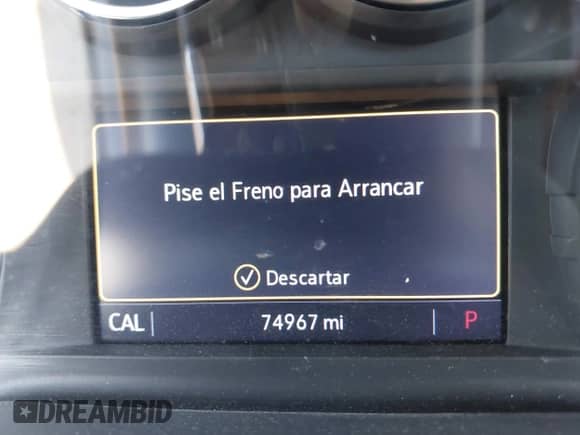 Pise el Freno para Arrancar
Descartar
CAL 74967 mi P
DREAMBID